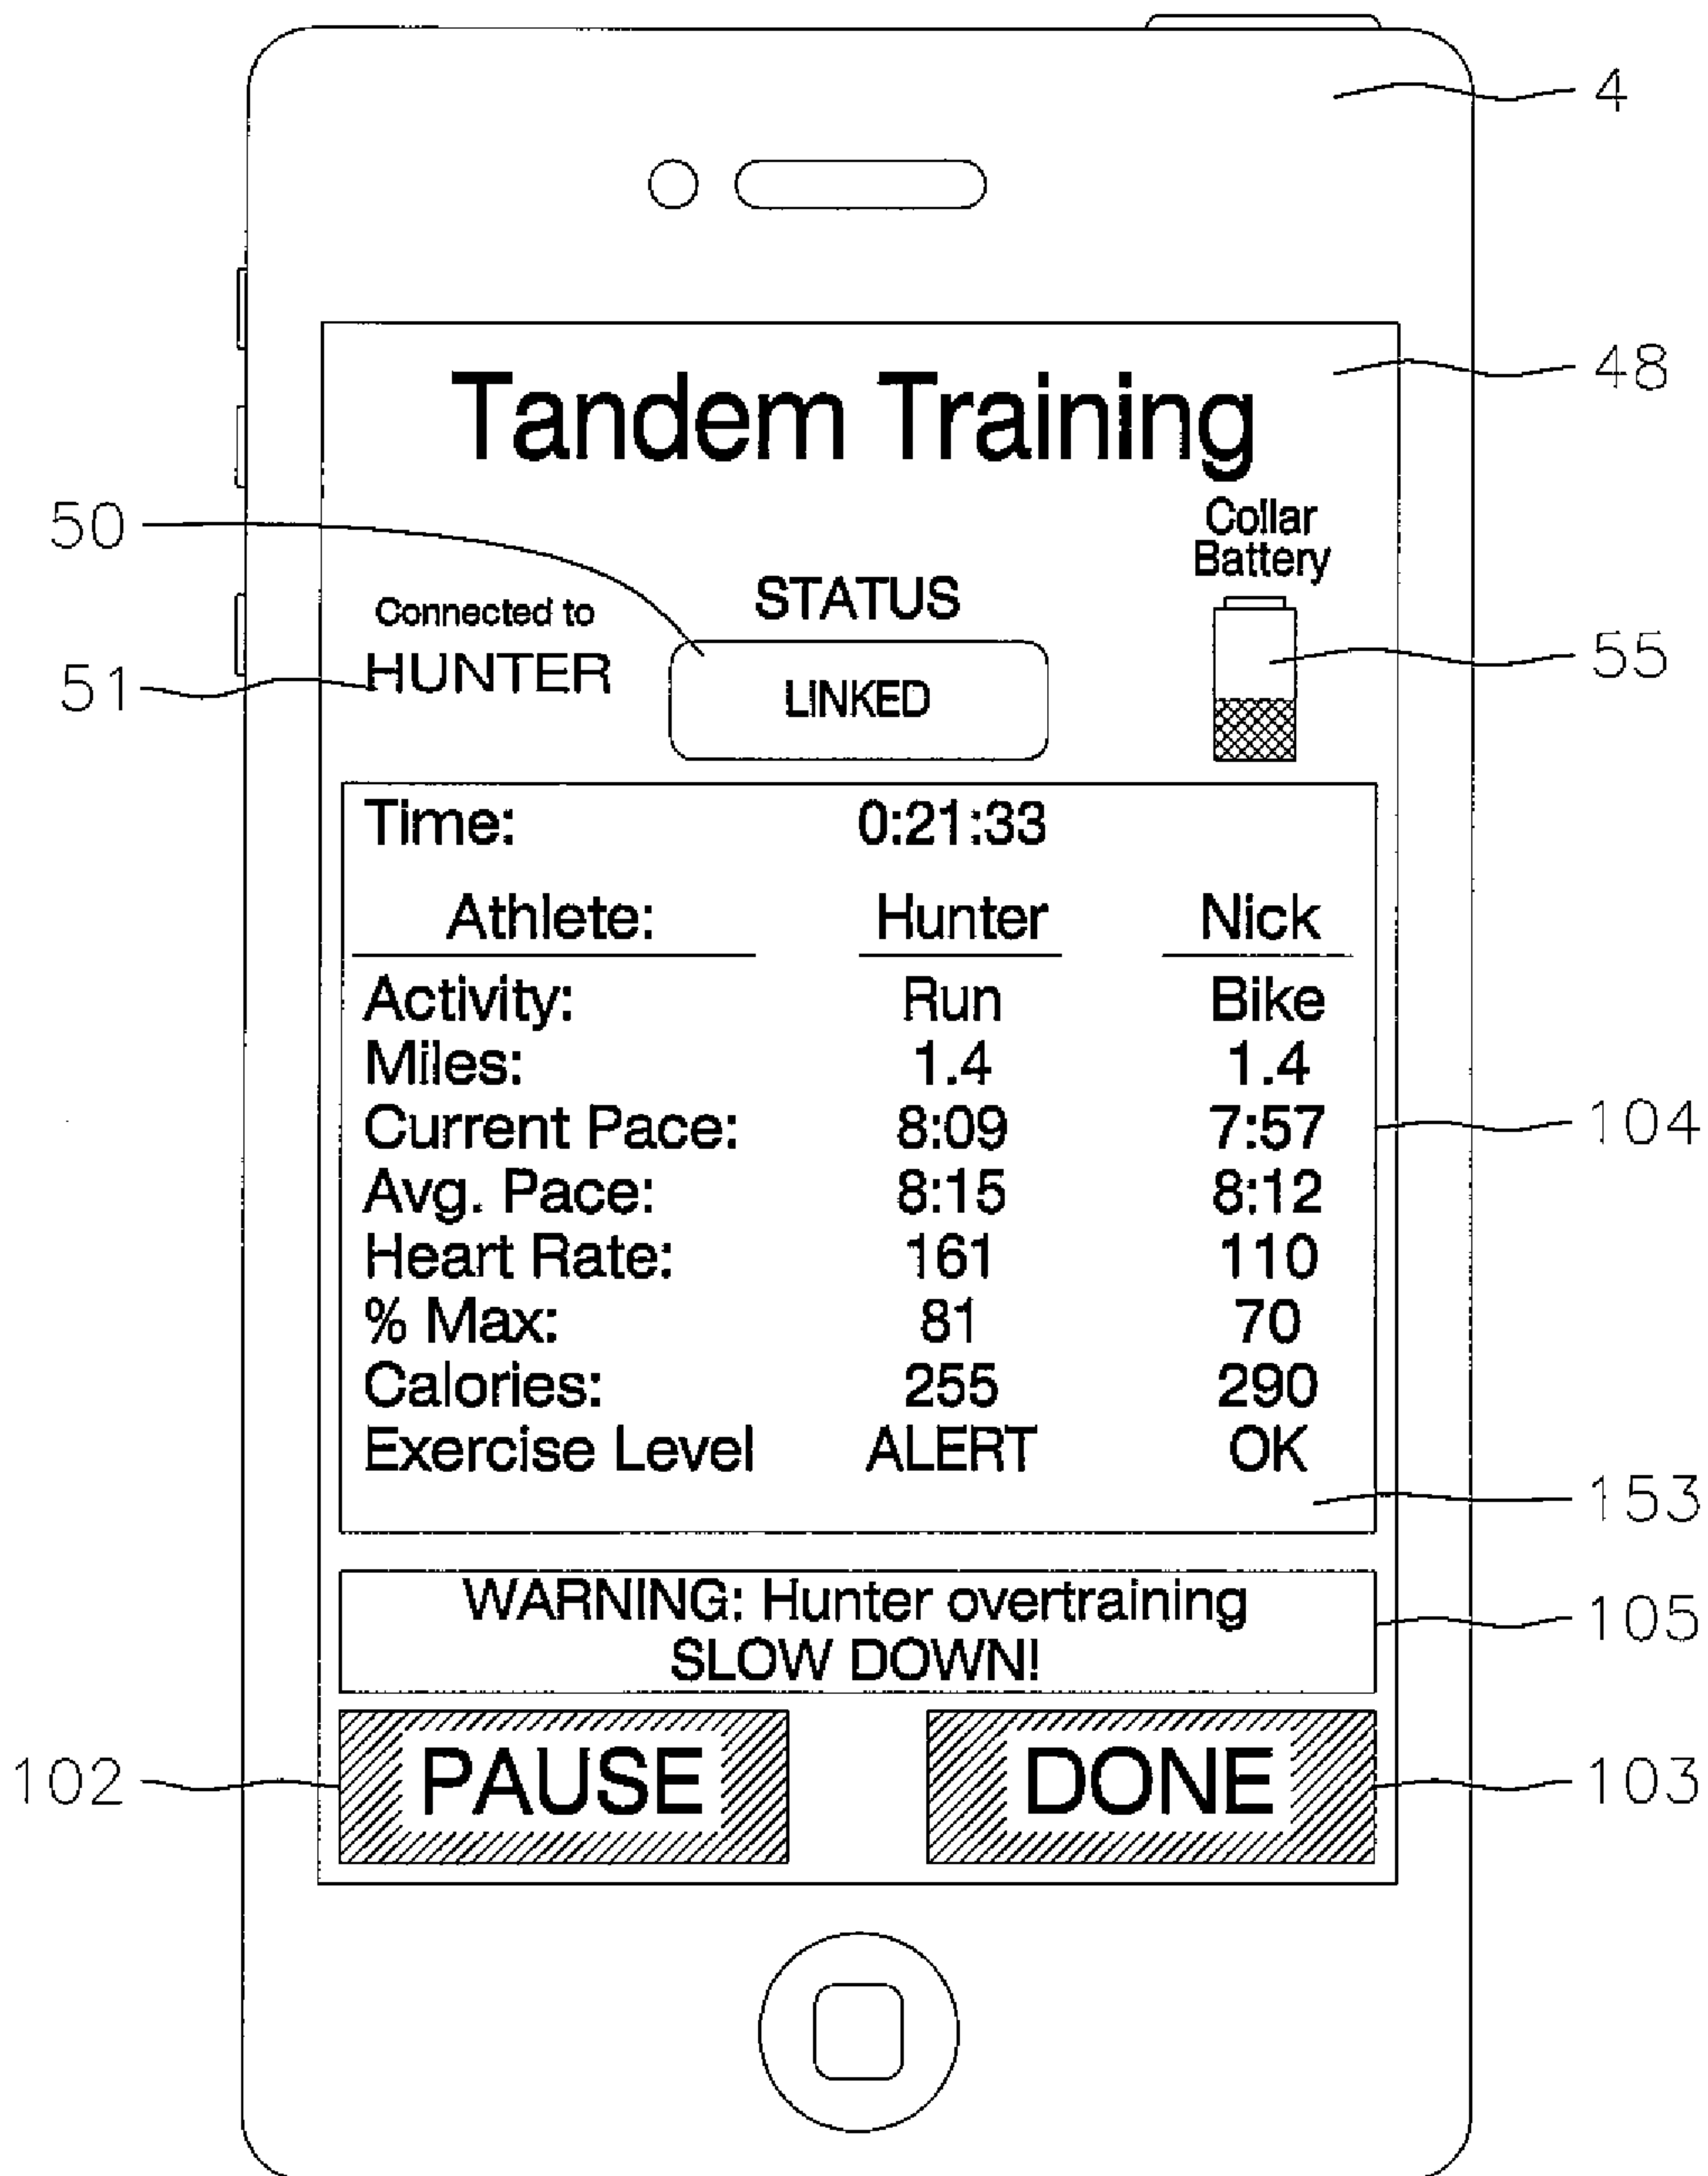 4
48
Tandem Training
50
Collar
Battery
STATUS
Connected to
HUNTER
LINKED
55
51
Time: 0:21:33
Athlete: Hunter Nick
Activity: Run Bike
Miles: 1.4 1.4
Current Pace: 8:09 7:57
104
Avg. Pace: 8:15 8:12
Heart Rate: 161 110
% Max: 81 70
Calories: 255 290
Exercise Level ALERT OK
153
WARNING: Hunter overtraining
SLOW DOWN!
105
102
PAUSE
DONE
103